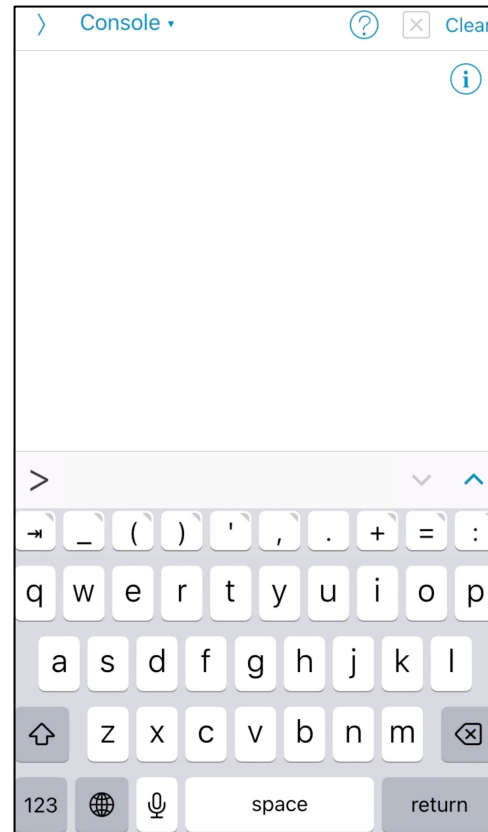 〉 Console ▾ ? × Clear
i
>
⇥ _ ( ) ' , . + = :
q w e r t y u i o p
a s d f g h j k l
z x c v b n m
123 space return